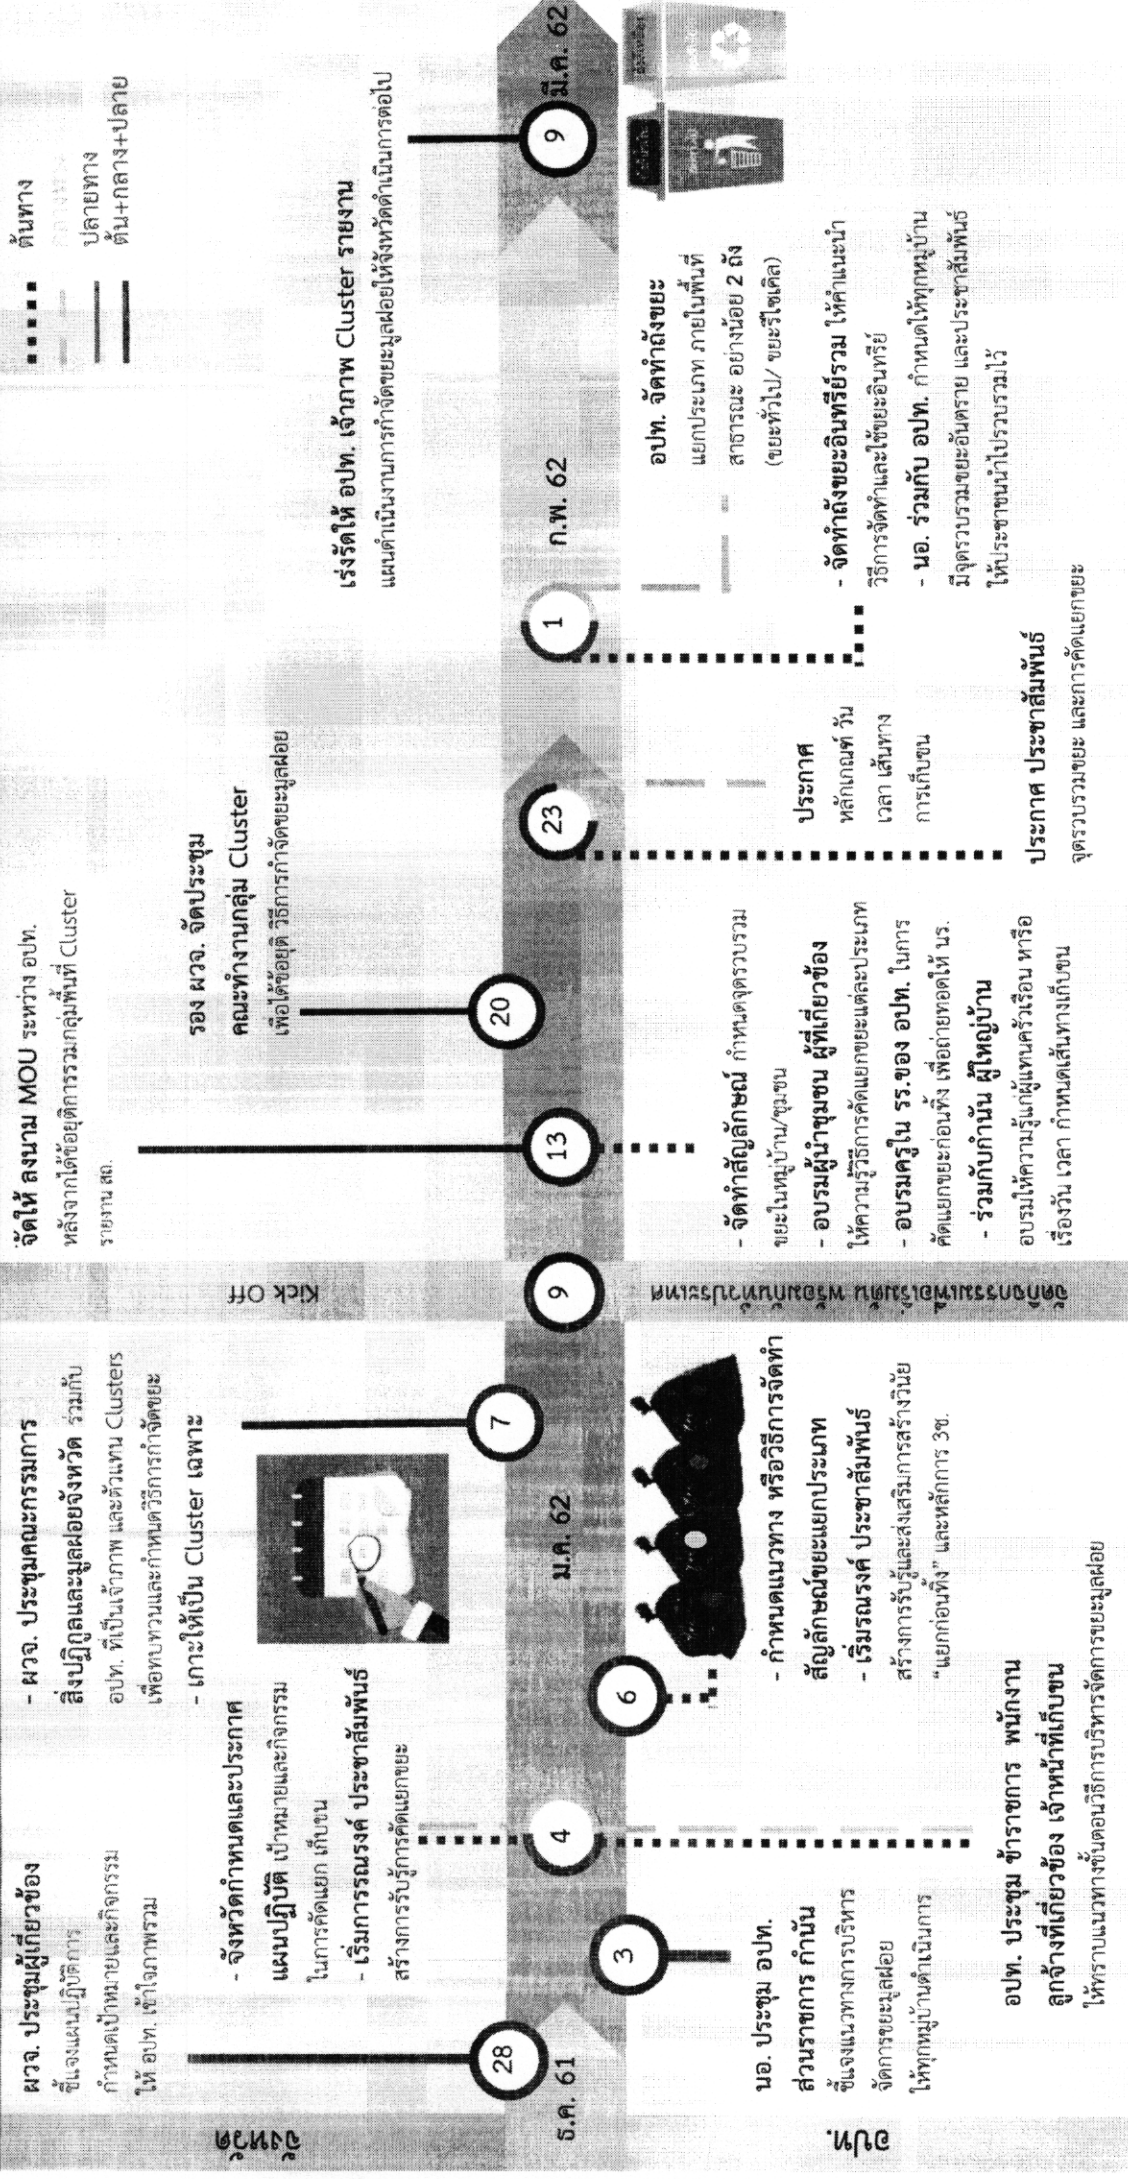 จังหวัด
ผวจ. ประชุมผู้เกี่ยวข้อง
ชี้แจงแผนปฏิบัติการ
กำหนดเป้าหมายและกิจกรรม
ให้ อปท. เข้าใจภาพรวม
- จังหวัดกำหนดและประกาศ
แผนปฏิบัติ เป้าหมายและกิจกรรม
ในการคัดแยก เก็บขน
- เริ่มการรณรงค์ ประชาสัมพันธ์
สร้างการรับรู้การคัดแยกขยะ
- ผวจ. ประชุมคณะกรรมการ
สิ่งปฏิกูลและมูลฝอยจังหวัด ร่วมกับ
อปท. ที่เป็นเจ้าภาพ และตัวแทน Clusters
เพื่อทบทวนและกำหนดวิธีการกำจัดขยะ
- เกาะให้เป็น Cluster เฉพาะ
Kick Off
จัดให้ ลงนาม MOU ระหว่าง อปท.
หลังจากได้ข้อยุติการรวมกลุ่มพื้นที่ Cluster
รายงาน สถ.
รอง ผวจ. จัดประชุม
คณะทำงานกลุ่ม Cluster
เพื่อได้ข้อยุติ วิธีการกำจัดขยะมูลฝอย
เร่งรัดให้ อปท. เจ้าภาพ Cluster รายงาน
แผนดำเนินงานการกำจัดขยะมูลฝอยให้จังหวัดดำเนินการต่อไป
ต้นทาง
ปลายทาง
ต้น+กลาง+ปลาย
ธ.ค. 61
28
3
4
6
ม.ค. 62
7
9
13
20
23
1
ก.พ. 62
9
มี.ค. 62
อปท.
นอ. ประชุม อปท.
ส่วนราชการ กำนัน
ชี้แจงแนวทางการบริหาร
จัดการขยะมูลฝอย
ให้ทุกหมู่บ้านดำเนินการ
อปท. ประชุม ข้าราชการ พนักงาน
ลูกจ้างที่เกี่ยวข้อง เจ้าหน้าที่เก็บขน
ให้ทราบแนวทางขั้นตอนวิธีการบริหารจัดการขยะมูลฝอย
- กำหนดแนวทาง หรือวิธีการจัดทำ
สัญลักษณ์ขยะแยกประเภท
- เริ่มรณรงค์ ประชาสัมพันธ์
สร้างการรับรู้และส่งเสริมการสร้างวินัย
“แยกก่อนทิ้ง” และหลักการ 3ช.
จัดกิจกรรมเพื่อเริ่มต้น พร้อมกันทั่วประเทศ
- จัดทำสัญลักษณ์ กำหนดจุดรวบรวม
ขยะในหมู่บ้าน/ชุมชน
- อบรมผู้นำชุมชน ผู้ที่เกี่ยวข้อง
ให้ความรู้วิธีการคัดแยกขยะแต่ละประเภท
- อบรมครูใน รร.ของ อปท. ในการ
คัดแยกขยะก่อนทิ้ง เพื่อถ่ายทอดให้ นร.
- ร่วมกับกำนัน ผู้ใหญ่บ้าน
อบรมให้ความรู้แก่ผู้แทนครัวเรือน หารือ
เรื่องวัน เวลา กำหนดเส้นทางเก็บขน
ประกาศ
หลักเกณฑ์ วัน
เวลา เส้นทาง
การเก็บขน
ประกาศ ประชาสัมพันธ์
จุดรวบรวมขยะ และการคัดแยกขยะ
อปท. จัดทำถังขยะ
แยกประเภท ภายในพื้นที่
สาธารณะ อย่างน้อย 2 ถัง
(ขยะทั่วไป/ ขยะรีไซเคิล)
- จัดทำถังขยะอินทรีย์รวม ให้คำแนะนำ
วิธีการจัดทำและใช้ขยะอินทรีย์
- นอ. ร่วมกับ อปท. กำหนดให้ทุกหมู่บ้าน
มีจุดรวบรวมขยะอันตราย และประชาสัมพันธ์
ให้ประชาชนนำไปรวบรวมไว้